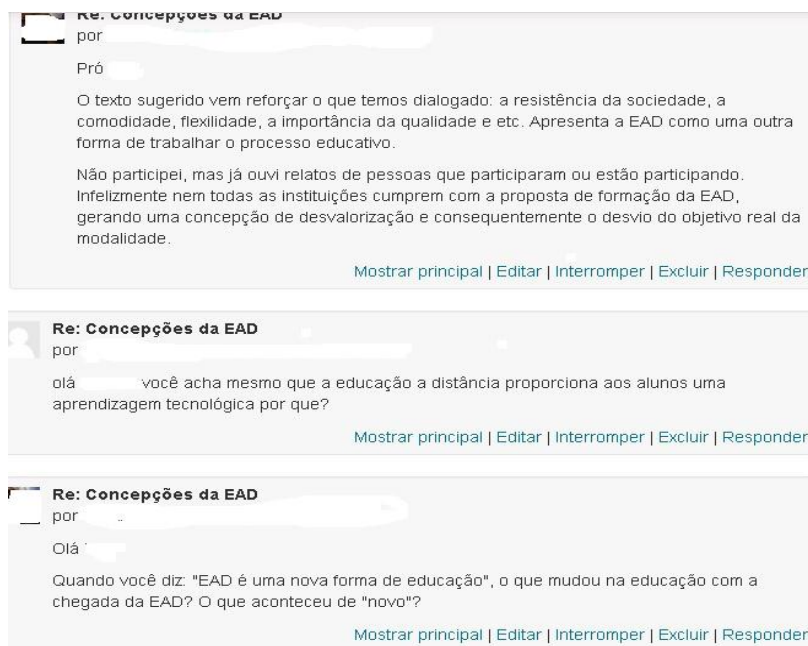 Re: Concepções da EAD
por
Pró
O texto sugerido vem reforçar o que temos dialogado: a resistência da sociedade, a
comodidade, flexilidade, a importância da qualidade e etc. Apresenta a EAD como uma outra
forma de trabalhar o processo educativo.
Não participei, mas já ouvi relatos de pessoas que participaram ou estão participando.
Infelizmente nem todas as instituições cumprem com a proposta de formação da EAD,
gerando uma concepção de desvalorização e consequentemente o desvio do objetivo real da
modalidade.
Mostrar principal | Editar | Interromper | Excluir | Responder
Re: Concepções da EAD
por
olá você acha mesmo que a educação a distância proporciona aos alunos uma
aprendizagem tecnológica por que?
Mostrar principal | Editar | Interromper | Excluir | Responder
Re: Concepções da EAD
por
Olá
Quando você diz: "EAD é uma nova forma de educação", o que mudou na educação com a
chegada da EAD? O que aconteceu de "novo"?
Mostrar principal | Editar | Interromper | Excluir | Responder